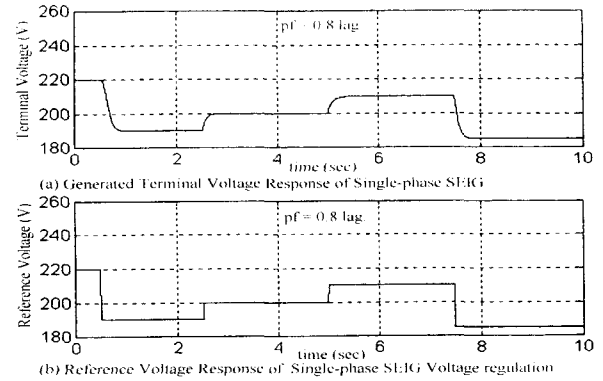 Terminal Voltage (V)
260
240
220
200
180
pf = 0.8 lag
0 2 4 6 8 10
time (sec)
(a) Generated Terminal Voltage Response of Single-phase SEIG
Reference Voltage (V)
260
240
220
200
180
pf = 0.8 lag.
0 2 4 6 8 10
time (sec)
(b) Reference Voltage Response of Single-phase SEIG Voltage regulation